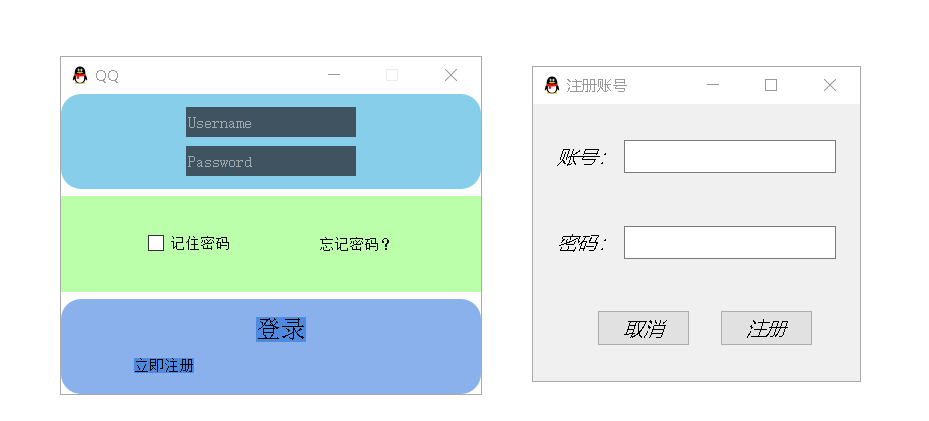 QQ
Username
Password
记住密码
忘记密码？
登录
立即注册
注册账号
账号：
密码：
取消
注册